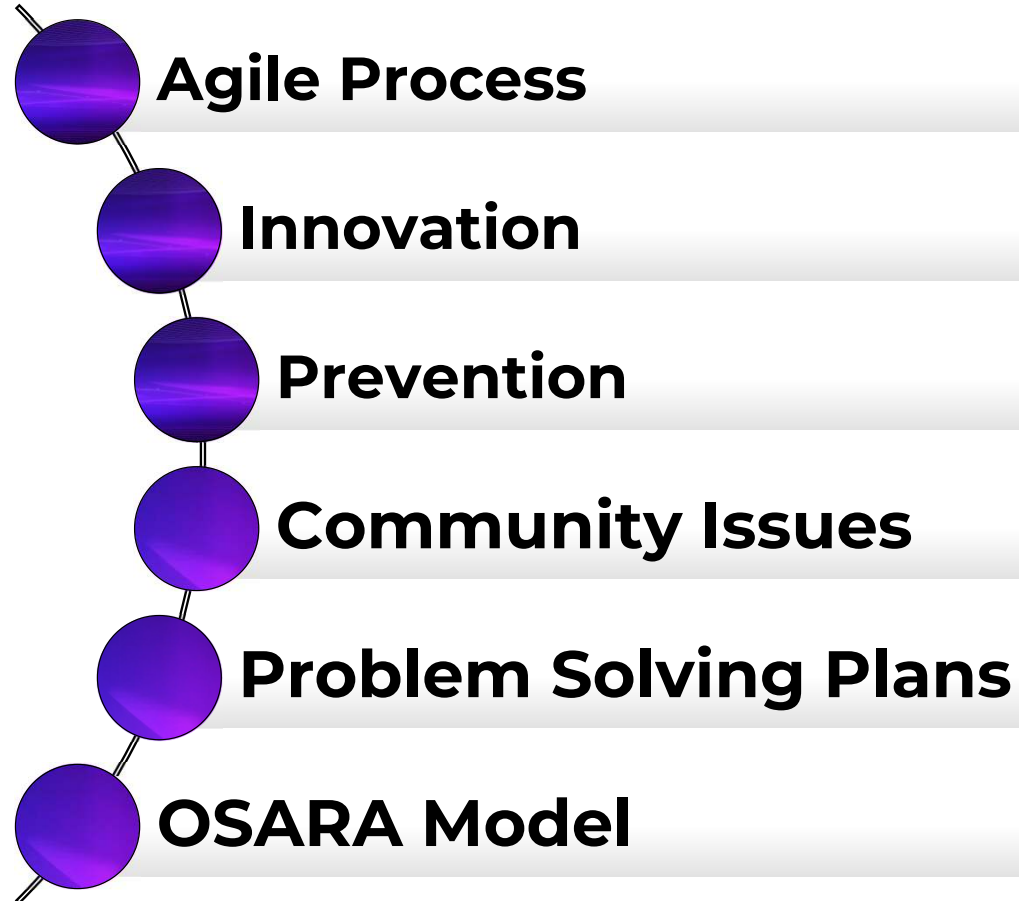 Agile Process
Innovation
Prevention
Community Issues
Problem Solving Plans
OSARA Model